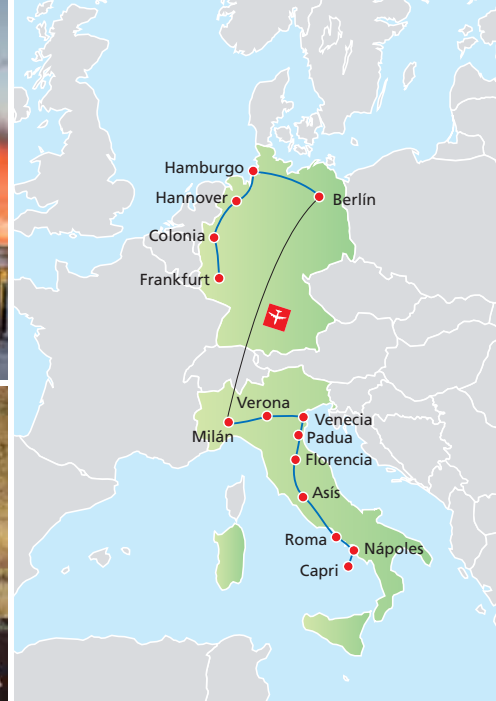 Hamburgo
Hannover
Berlín
Colonia
Frankfurt
Verona
Venecia
Milán
Padua
Florencia
Asís
Roma
Nápoles
Capri